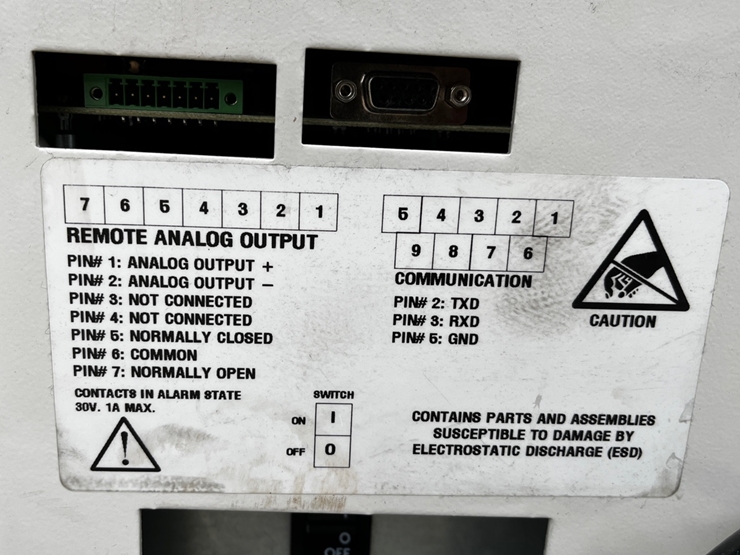 7 6 5 4 3 2 1
REMOTE ANALOG OUTPUT
PIN# 1: ANALOG OUTPUT +
PIN# 2: ANALOG OUTPUT –
PIN# 3: NOT CONNECTED
PIN# 4: NOT CONNECTED
PIN# 5: NORMALLY CLOSED
PIN# 6: COMMON
PIN# 7: NORMALLY OPEN
CONTACTS IN ALARM STATE
30V. 1A MAX.
SWITCH
ON I
OFF O
5 4 3 2 1
9 8 7 6
COMMUNICATION
PIN# 2: TXD
PIN# 3: RXD
PIN# 5: GND
CAUTION
CONTAINS PARTS AND ASSEMBLIES
SUSCEPTIBLE TO DAMAGE BY
ELECTROSTATIC DISCHARGE (ESD)
O
OFF